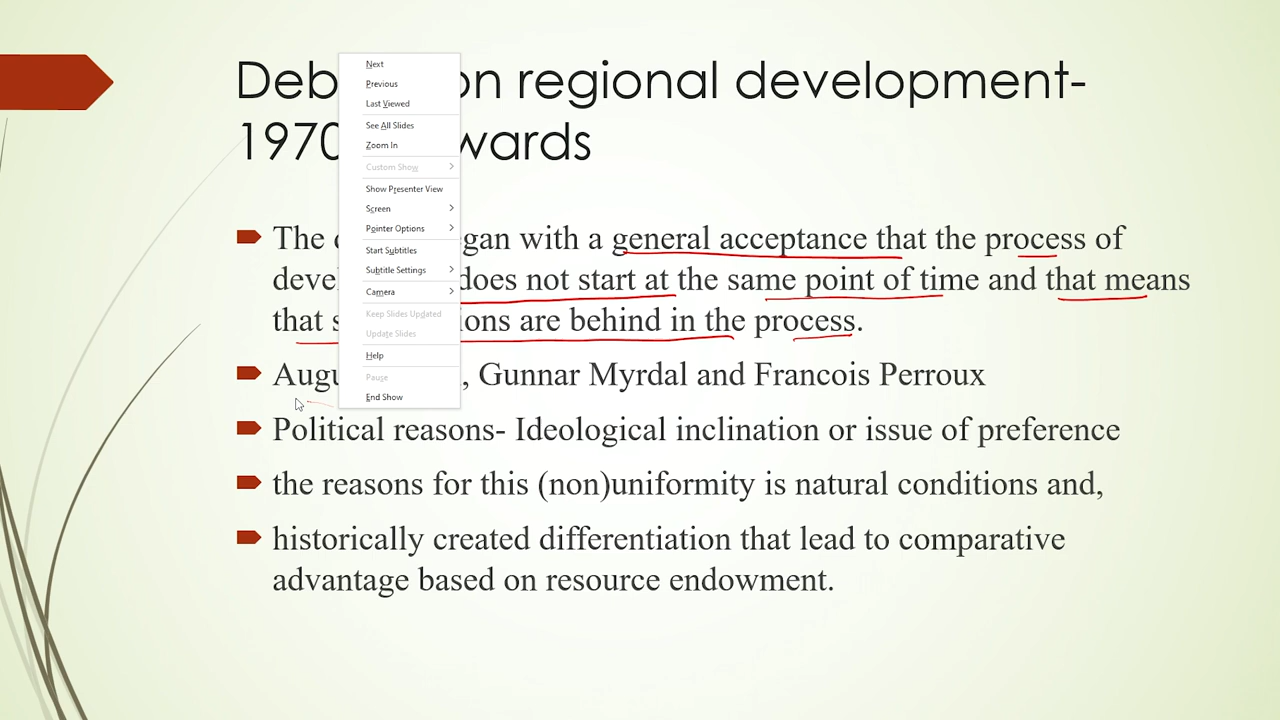 Deb on regional development-
1970 wards
The egan with a general acceptance that the process of
does not start at the same point of time and that means
that ions are behind in the process.
Gunnar Myrdal and Francois Perroux
Political reasons- Ideological inclination or issue of preference
the reasons for this (non)uniformity is natural conditions and,
historically created differentiation that lead to comparative
advantage based on resource endowment.
Next
Previous
Last Viewed
See All Slides
Zoom In
Custom Show
Show Presenter View
Screen
Pointer Options
Start Subtitles
Subtitle Settings
Camera
Keep Slides Updated
Update Slides
Help
Pause
End Show